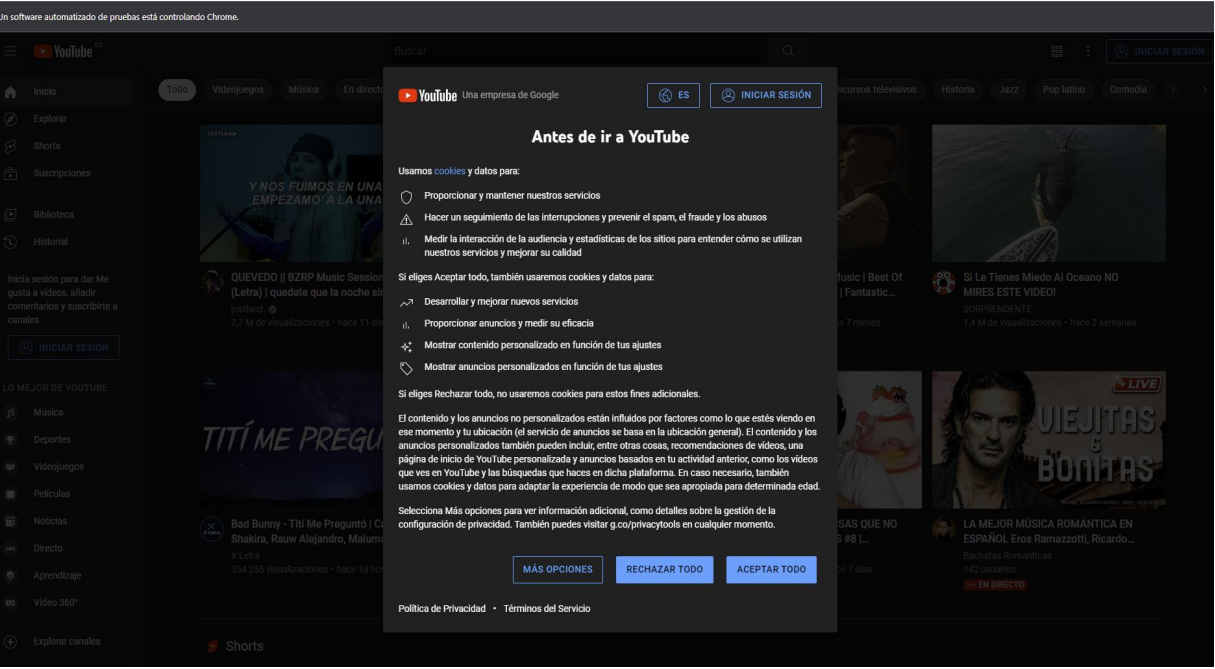 Un software automatizado de pruebas está controlando Chrome.
YouTube ES
Buscar
INICIAR SESIÓN
Inicio
Explorar
Shorts
Suscripciones
Biblioteca
Historial
Inicia sesión para dar Me
gusta a vídeos, añadir
comentarios y suscribirte a
canales.
INICIAR SESIÓN
LO MEJOR DE YOUTUBE
Música
Deportes
Videojuegos
Películas
Noticias
Directo
Aprendizaje
Vídeo 360°
Explorar canales
Todo
Videojuegos
Música
En directo
televisivos
Historia
Jazz
Pop latino
Comedia
JOSTLAND
Y NOS FUIMOS EN UNA
EMPEZAMO' A LA UNA
QUEVEDO || BZRP Music Session
(Letra) | quedate que la noche sin
jostland.
2,7 M de visualizaciones • hace 11
TITÍ ME PREGU
Bad Bunny - Tití Me Preguntó |
Shakira, Rauw Alejandro, Maluma
X Letra
354.255 visualizaciones • hace 18
Shorts
YouTube Una empresa de Google
ES
INICIAR SESIÓN
Antes de ir a YouTube
Usamos cookies y datos para:
Proporcionar y mantener nuestros servicios
Hacer un seguimiento de las interrupciones y prevenir el spam, el fraude y los abusos
Medir la interacción de la audiencia y estadísticas de los sitios para entender cómo se utilizan
nuestros servicios y mejorar su calidad
Si eliges Aceptar todo, también usaremos cookies y datos para:
Desarrollar y mejorar nuevos servicios
Proporcionar anuncios y medir su eficacia
Mostrar contenido personalizado en función de tus ajustes
Mostrar anuncios personalizados en función de tus ajustes
Si eliges Rechazar todo, no usaremos cookies para estos fines adicionales.
El contenido y los anuncios no personalizados están influidos por factores como lo que estés viendo en
ese momento y tu ubicación (el servicio de anuncios se basa en la ubicación general). El contenido y los
anuncios personalizados también pueden incluir, entre otras cosas, recomendaciones de vídeos, una
página de inicio de YouTube personalizada y anuncios basados en tu actividad anterior, como los vídeos
que ves en YouTube y las búsquedas que haces en dicha plataforma. En caso necesario, también
usamos cookies y datos para adaptar la experiencia de modo que sea apropiada para determinada edad.
Selecciona Más opciones para ver información adicional, como detalles sobre la gestión de la
configuración de privacidad. También puedes visitar g.co/privacytools en cualquier momento.
MÁS OPCIONES
RECHAZAR TODO
ACEPTAR TODO
Política de Privacidad • Términos del Servicio
Music | Best Of
| Fantastic...
7 meses
Si Le Tienes Miedo Al Oceano NO
MIRES ESTE VIDEO!
SORPRENDENTE
1,4 M de visualizaciones • hace 3 semanas
QUE NO
#8 |...
7 días
LIVE
VIEJITAS
&
BONITAS
LA MEJOR MÚSICA ROMÁNTICA EN
ESPAÑOL Eros Ramazzotti, Ricardo...
Bachatas Románticas
142 usuarios
EN DIRECTO